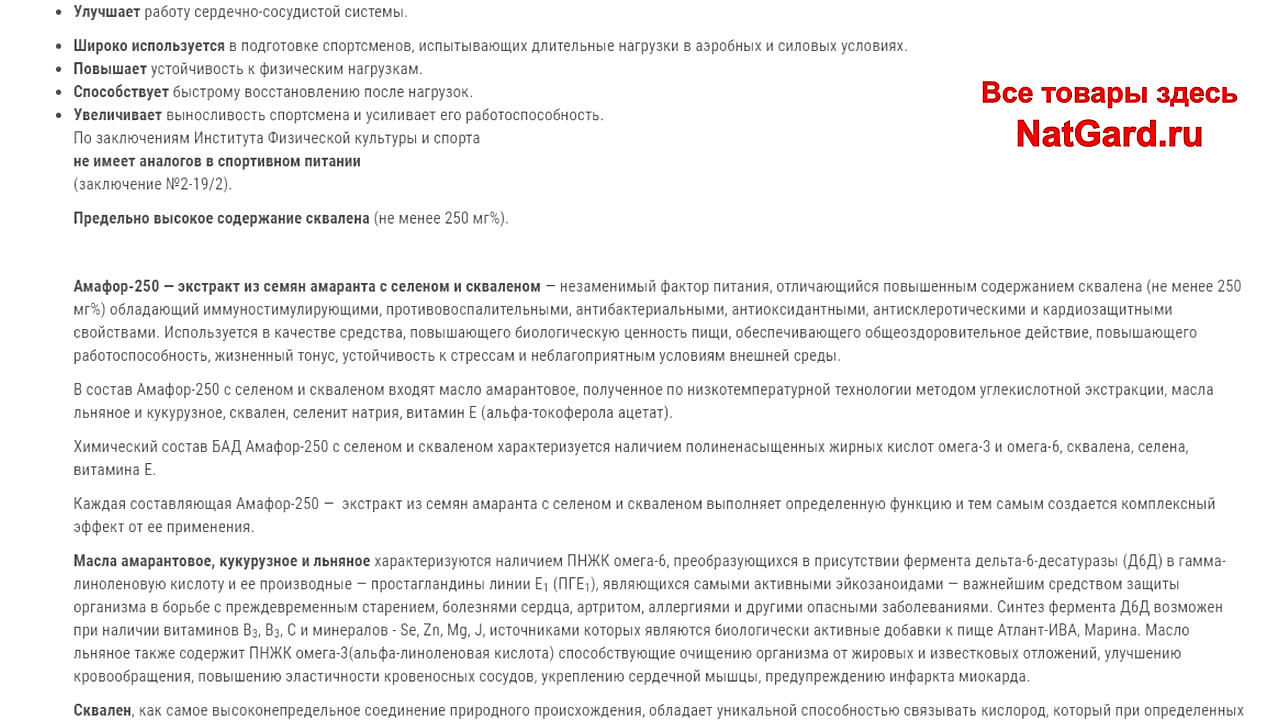 Улучшает работу сердечно-сосудистой системы.
Широко используется в подготовке спортсменов, испытывающих длительные нагрузки в аэробных и силовых условиях.
Повышает устойчивость к физическим нагрузкам.
Способствует быстрому восстановлению после нагрузок.
Увеличивает выносливость спортсмена и усиливает его работоспособность.
По заключениям Института Физической культуры и спорта
не имеет аналогов в спортивном питании
(заключение №2-19/2).
Предельно высокое содержание сквалена (не менее 250 мг%).
Все товары здесь
NatGard.ru
Амафор-250 — экстракт из семян амаранта с селеном и скваленом — незаменимый фактор питания, отличающийся повышенным содержанием сквалена (не менее 250
мг%) обладающий иммуностимулирующими, противовоспалительными, антибактериальными, антиоксидантными, антисклеротическими и кардиозащитными
свойствами. Используется в качестве средства, повышающего биологическую ценность пищи, обеспечивающего общеоздоровительное действие, повышающего
работоспособность, жизненный тонус, устойчивость к стрессам и неблагоприятным условиям внешней среды.
В состав Амафор-250 с селеном и скваленом входят масло амарантовое, полученное по низкотемпературной технологии методом углекислотной экстракции, масла
льняное и кукурузное, сквален, селенит натрия, витамин Е (альфа-токоферола ацетат).
Химический состав БАД Амафор-250 с селеном и скваленом характеризуется наличием полиненасыщенных жирных кислот омега-3 и омега-6, сквалена, селена,
витамина Е.
Каждая составляющая Амафор-250 — экстракт из семян амаранта с селеном и скваленом выполняет определенную функцию и тем самым создается комплексный
эффект от ее применения.
Масла амарантовое, кукурузное и льняное характеризуются наличием ПНЖК омега-6, преобразующихся в присутствии фермента дельта-6-десатуразы (Д6Д) в гамма-
линоленовую кислоту и ее производные — простагландины линии Е₁ (ПГЕ₁), являющихся самыми активными эйкозаноидами — важнейшим средством защиты
организма в борьбе с преждевременным старением, болезнями сердца, артритом, аллергиями и другими опасными заболеваниями. Синтез фермента Д6Д возможен
при наличии витаминов В₃, В₃, С и минералов - Se, Zn, Mg, J, источниками которых являются биологически активные добавки к пище Атлант-ИВА, Марина. Масло
льняное также содержит ПНЖК омега-3(альфа-линоленовая кислота) способствующие очищению организма от жировых и известковых отложений, улучшению
кровообращения, повышению эластичности кровеносных сосудов, укреплению сердечной мышцы, предупреждению инфаркта миокарда.
Сквален, как самое высоконепредельное соединение природного происхождения, обладает уникальной способностью связывать кислород, который при определенных